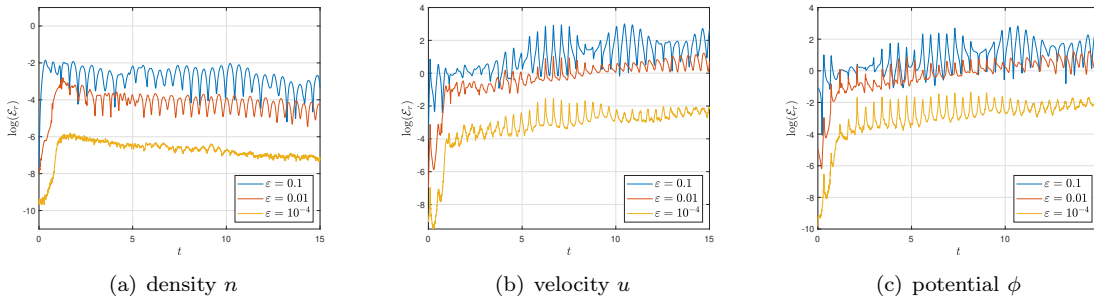 0
-2
-4
-6
-8
-10
log(𝓔ᵣ)
0
5
10
15
t
ε = 0.1
ε = 0.01
ε = 10⁻⁴
(a) density n
4
2
0
-2
-4
-6
-8
log(𝓔ᵣ)
0
5
10
15
t
ε = 0.1
ε = 0.01
ε = 10⁻⁴
(b) velocity u
4
2
0
-2
-4
-6
-8
-10
log(𝓔ᵣ)
0
5
10
15
t
ε = 0.1
ε = 0.01
ε = 10⁻⁴
(c) potential ϕ